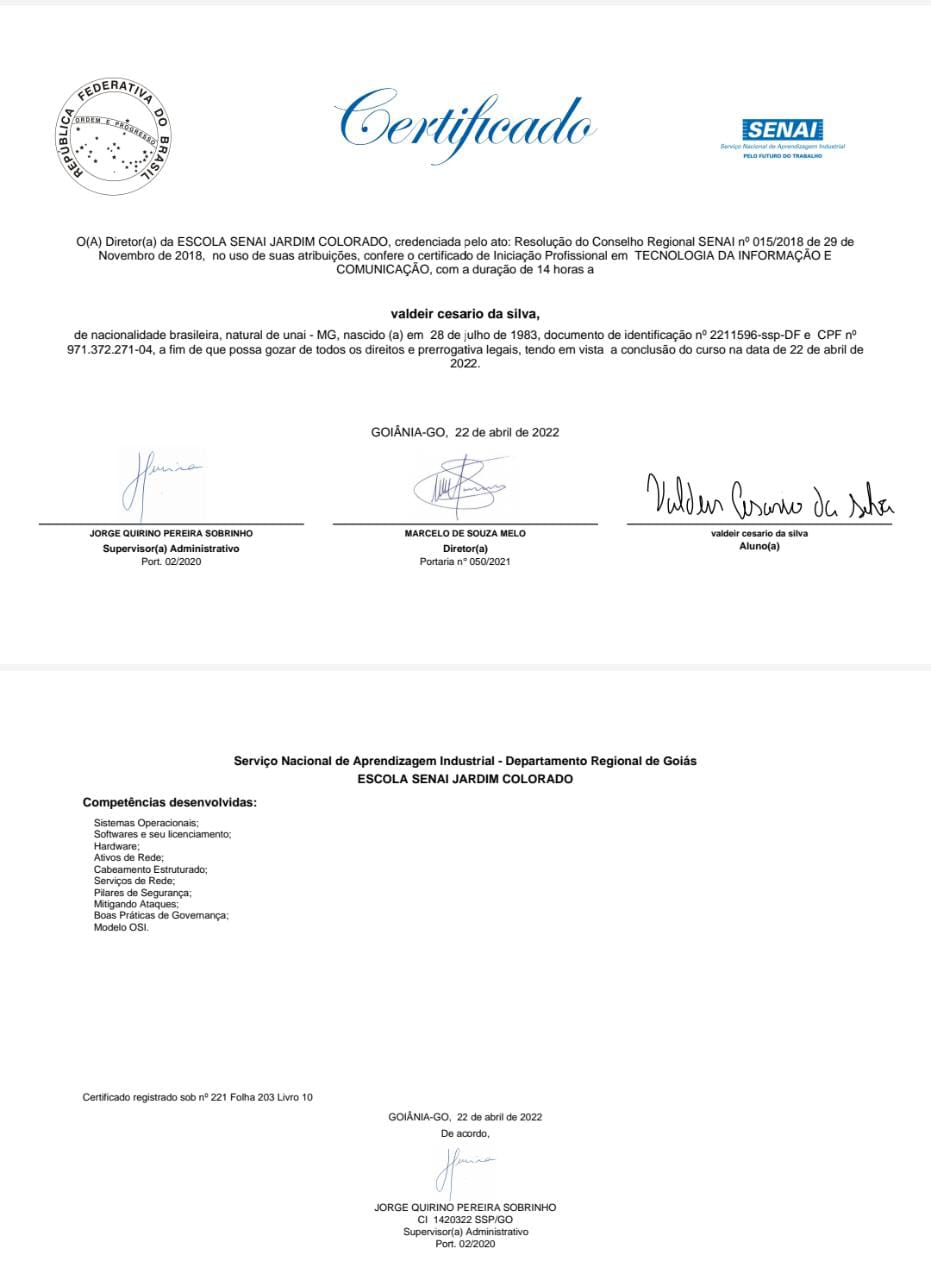 REPÚBLICA FEDERATIVA DO BRASIL
ORDEM E PROGRESSO
Certificado
SENAI
Serviço Nacional de Aprendizagem Industrial
PELO FUTURO DO TRABALHO
O(A) Diretor(a) da ESCOLA SENAI JARDIM COLORADO, credenciada pelo ato: Resolução do Conselho Regional SENAI nº 015/2018 de 29 de
Novembro de 2018, no uso de suas atribuições, confere o certificado de Iniciação Profissional em TECNOLOGIA DA INFORMAÇÃO E
COMUNICAÇÃO, com a duração de 14 horas a
valdeir cesario da silva,
de nacionalidade brasileira, natural de unai - MG, nascido (a) em 28 de julho de 1983, documento de identificação nº 2211596-ssp-DF e CPF nº
971.372.271-04, a fim de que possa gozar de todos os direitos e prerrogativa legais, tendo em vista a conclusão do curso na data de 22 de abril de
2022.
GOIÂNIA-GO, 22 de abril de 2022
Valdeir Cesario da silva
JORGE QUIRINO PEREIRA SOBRINHO
Supervisor(a) Administrativo
Port. 02/2020
MARCELO DE SOUZA MELO
Diretor(a)
Portaria n° 050/2021
valdeir cesario da silva
Aluno(a)
Serviço Nacional de Aprendizagem Industrial - Departamento Regional de Goiás
ESCOLA SENAI JARDIM COLORADO
Competências desenvolvidas:
Sistemas Operacionais;
Softwares e seu licenciamento;
Hardware;
Ativos de Rede;
Cabeamento Estruturado;
Serviços de Rede;
Pilares de Segurança;
Mitigando Ataques;
Boas Práticas de Governança;
Modelo OSI.
Certificado registrado sob nº 221 Folha 203 Livro 10
GOIÂNIA-GO, 22 de abril de 2022
De acordo,
JORGE QUIRINO PEREIRA SOBRINHO
CI 1420322 SSP/GO
Supervisor(a) Administrativo
Port. 02/2020